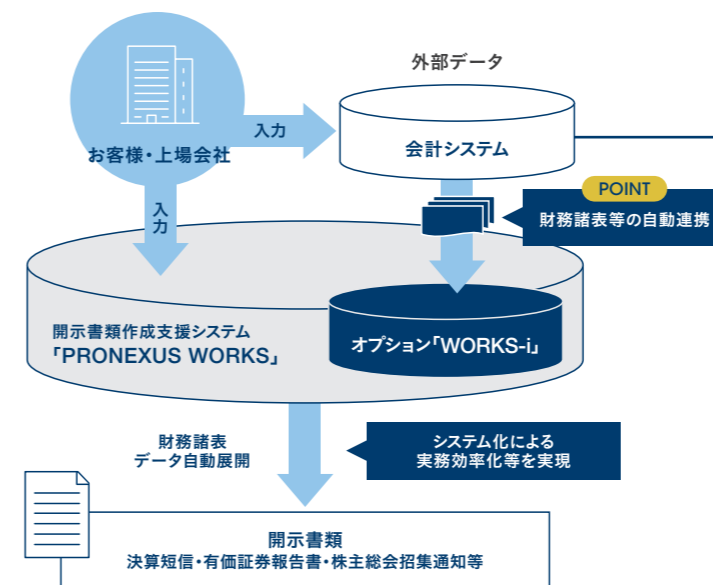 外部データ
お客様・上場会社
入力
会計システム
入力
POINT
財務諸表等の自動連携
開示書類作成支援システム
「PRONEXUS WORKS」
オプション「WORKS-i」
財務諸表
データ自動展開
システム化による
実務効率化等を実現
開示書類
決算短信・有価証券報告書・株主総会招集通知等